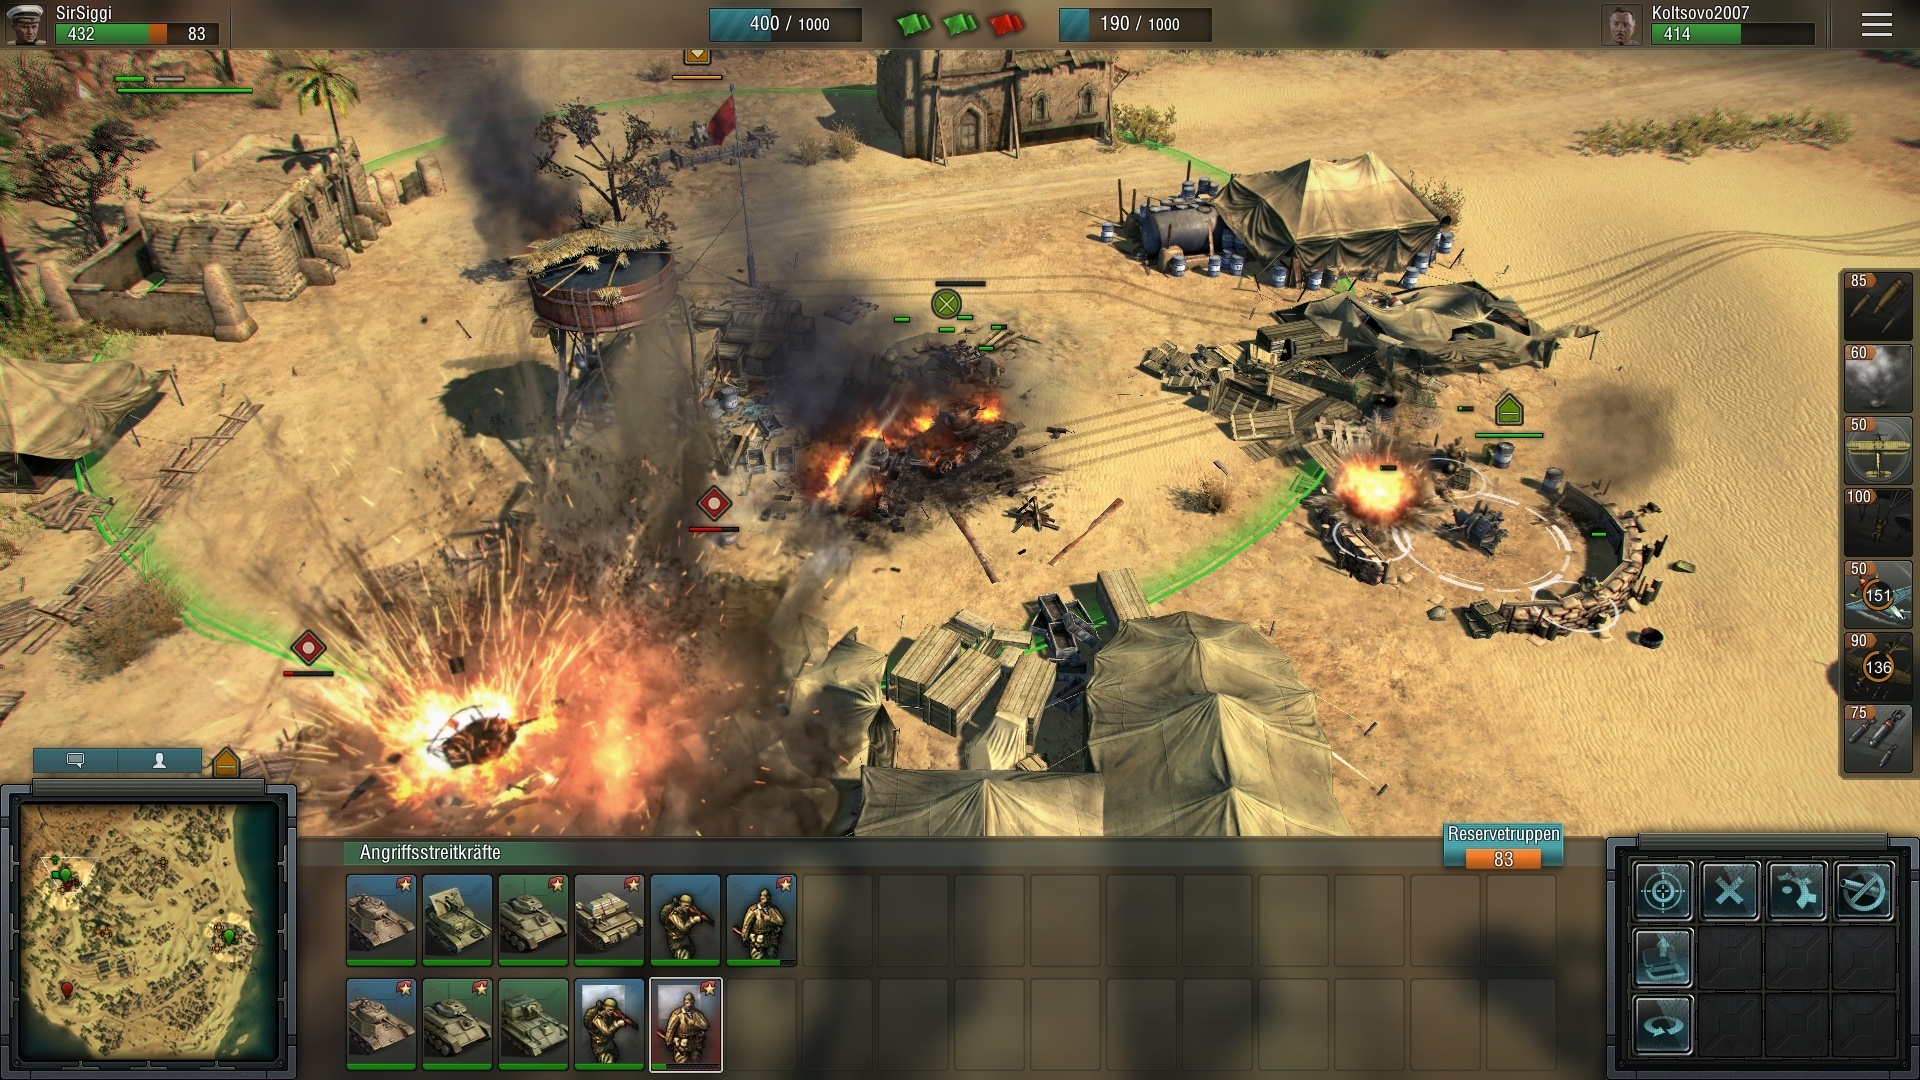 SirSiggi
432 83
400 / 1000
190 / 1000
Koltsovo2007
414
85
60
50
100
50
151
90
136
75
Reservetruppen
83
Angriffsstreitkräfte